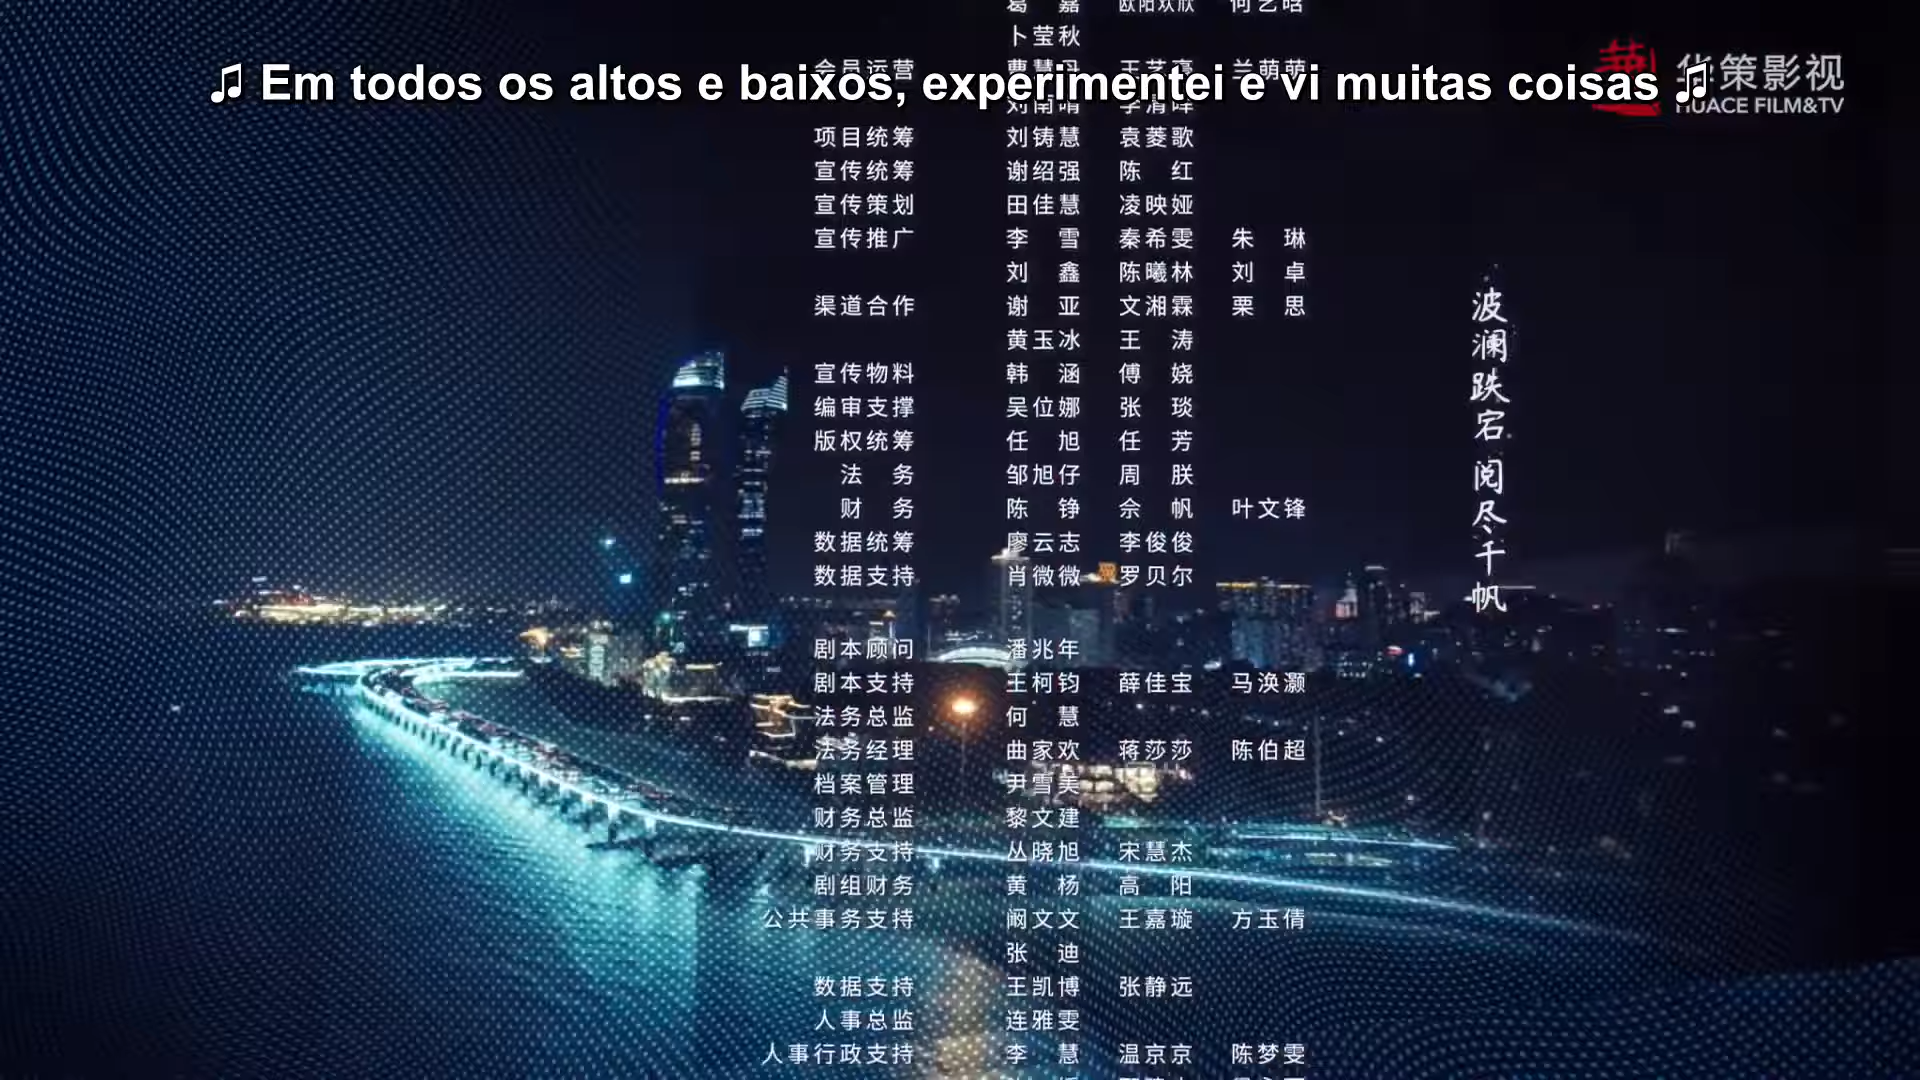 葛 嘉 欧阳欢欣 何艺晗
卜莹秋
♫ Em todos os altos e baixos, experimentei e vi muitas coisas ♫
华策影视
HUACE FILM&TV
项目统筹 刘铸慧 袁菱歌
宣传统筹 谢绍强 陈 红
宣传策划 田佳慧 凌映娅
宣传推广 李 雪 秦希雯 朱 琳
刘 鑫 陈曦林 刘 卓
渠道合作 谢 亚 文湘霖 栗 思
黄玉冰 王 涛
宣传物料 韩 涵 傅 娆
编审支撑 吴位娜 张 琰
版权统筹 任 旭 任 芳
法 务 邹旭仔 周 朕
财 务 陈 铮 佘 帆 叶文锋
数据统筹 廖云志 李俊俊
数据支持 肖微微 罗贝尔
剧本顾问 潘兆年
剧本支持 王柯钧 薛佳宝 马涣灏
法务总监 何 慧
法务经理 曲家欢 蒋莎莎 陈伯超
档案管理 尹雪美
财务总监 黎文建
财务支持 丛晓旭 宋慧杰
剧组财务 黄 杨 高 阳
公共事务支持 阚文文 王嘉璇 方玉倩
张 迪
数据支持 王凯博 张静远
人事总监 连雅雯
人事行政支持 李 慧 温京京 陈梦雯
波澜跌宕 阅尽千帆